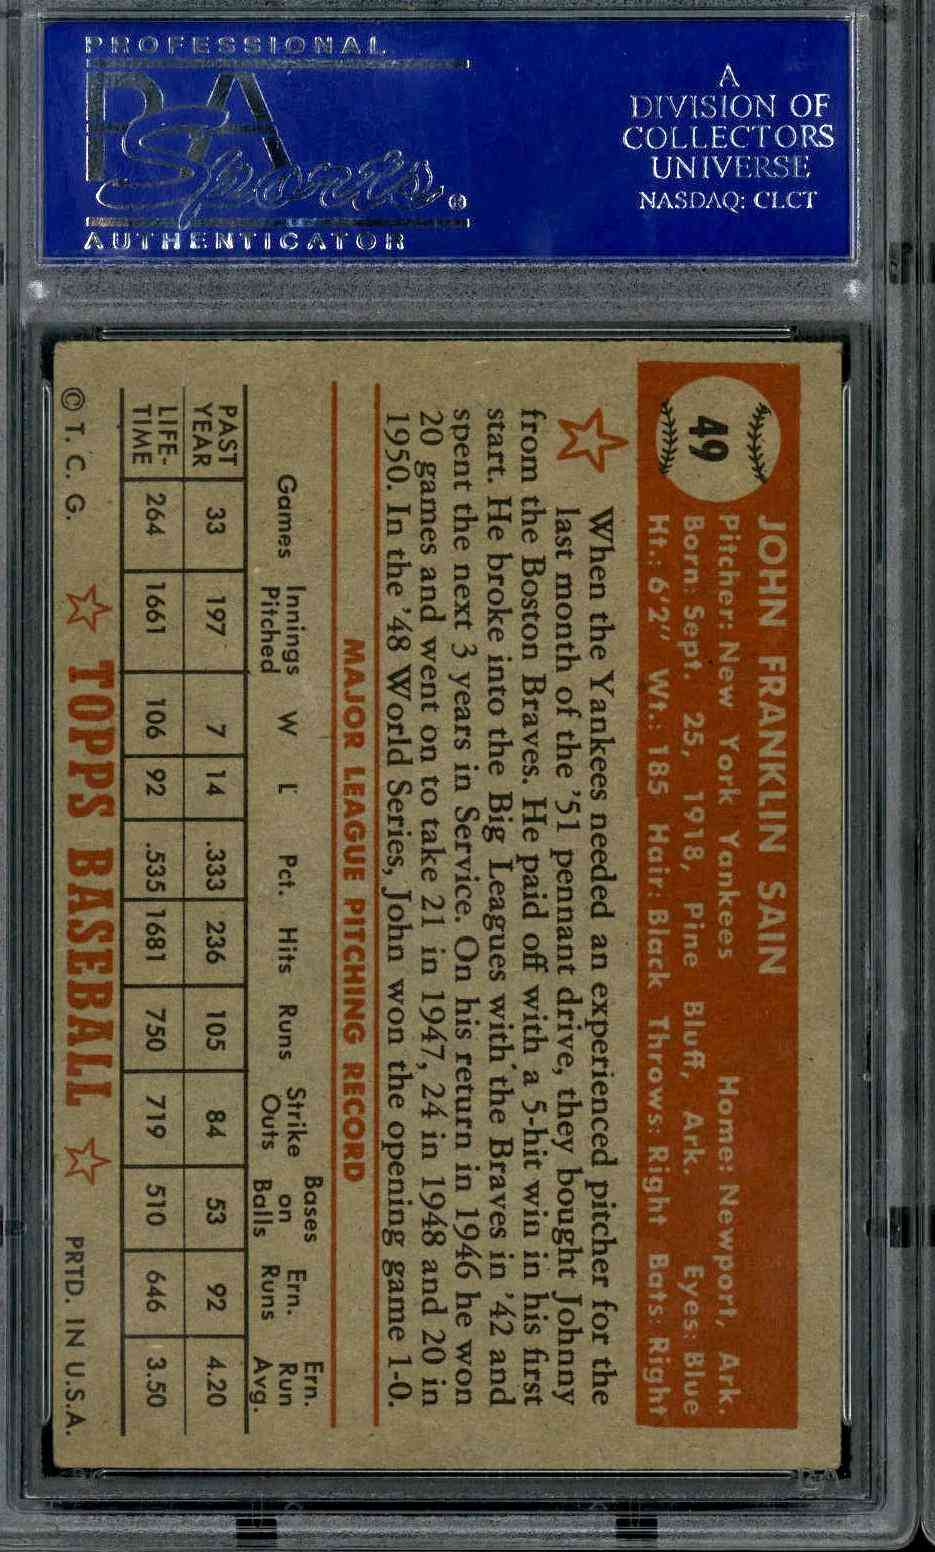 PROFESSIONAL
PSA
Sports®
AUTHENTICATOR
A
DIVISION OF
COLLECTORS
UNIVERSE
NASDAQ: CLCT
49
JOHN FRANKLIN SAIN
Pitcher: New York Yankees Home: Newport, Ark.
Born: Sept. 25, 1918, Pine Bluff, Ark. Eyes: Blue
Ht.: 6'2" Wt.: 185 Hair: Black Throws: Right Bats: Right
When the Yankees needed an experienced pitcher for the
last month of the '51 pennant drive, they bought Johnny
from the Boston Braves. He paid off with a 5-hit win in his first
start. He broke into the Big Leagues with the Braves in '42 and
spent the next 3 years in Service. On his return in 1946 he won
20 games and went on to take 21 in 1947, 24 in 1948 and 20 in
1950. In the '48 World Series, John won the opening game 1-0.
MAJOR LEAGUE PITCHING RECORD
Games Innings Pitched W L Pct. Hits Runs Strike Outs Bases on Balls Ern. Runs Ern. Run Avg.
PAST YEAR 33 197 7 14 .333 236 105 84 53 92 4.20
LIFE-TIME 264 1661 106 92 .535 1681 750 719 510 646 3.50
© T. C. G. TOPPS BASEBALL PRTD. IN U.S.A.